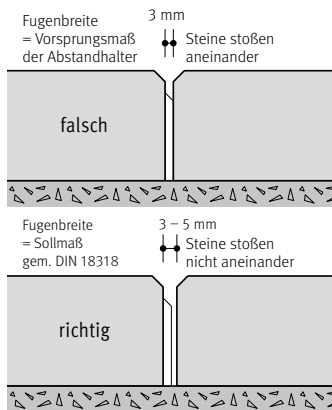 3 mm
Fugenbreite
= Vorsprungsmaß
der Abstandhalter
Steine stoßen
aneinander
falsch
3 – 5 mm
Fugenbreite
= Sollmaß
gem. DIN 18318
Steine stoßen
nicht aneinander
richtig